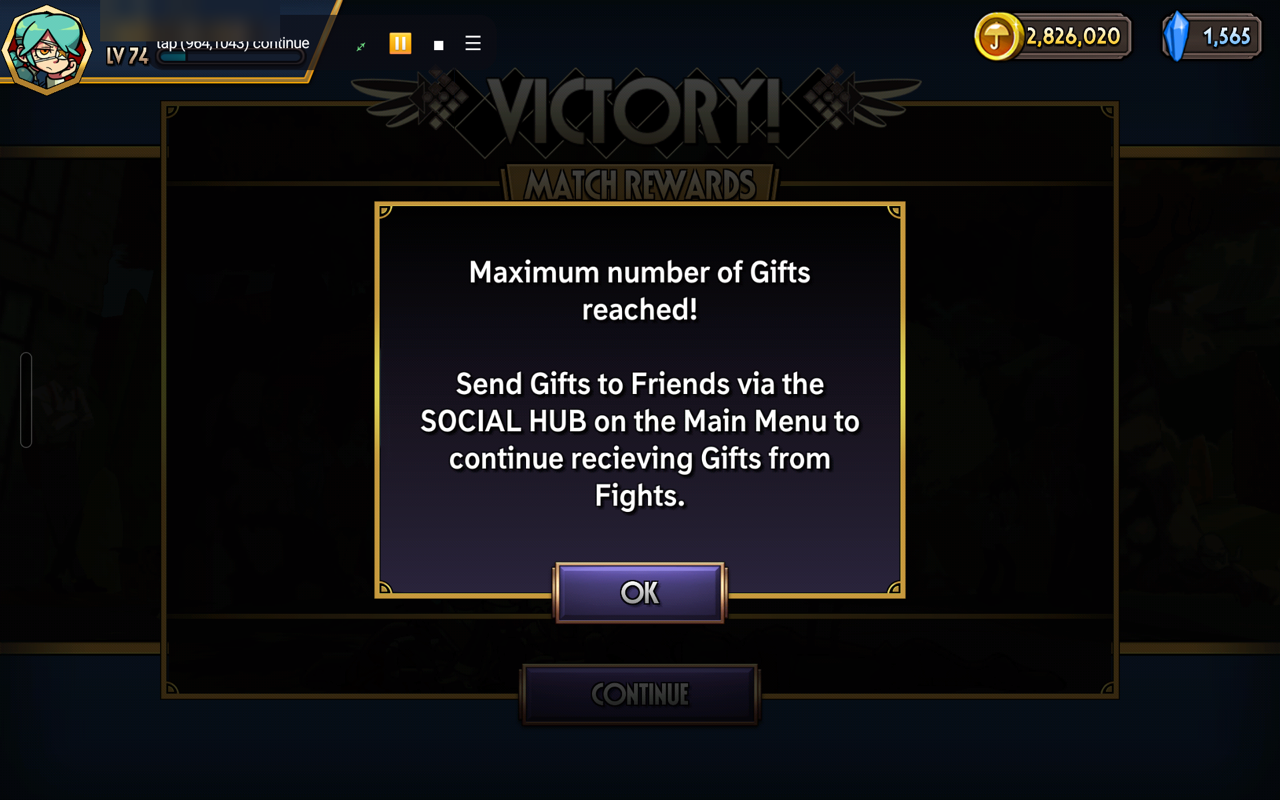 tap (964,1043) continue
LV 74
2,826,020
1,565
VICTORY!
MATCH REWARDS
Maximum number of Gifts
reached!
Send Gifts to Friends via the
SOCIAL HUB on the Main Menu to
continue recieving Gifts from
Fights.
OK
CONTINUE